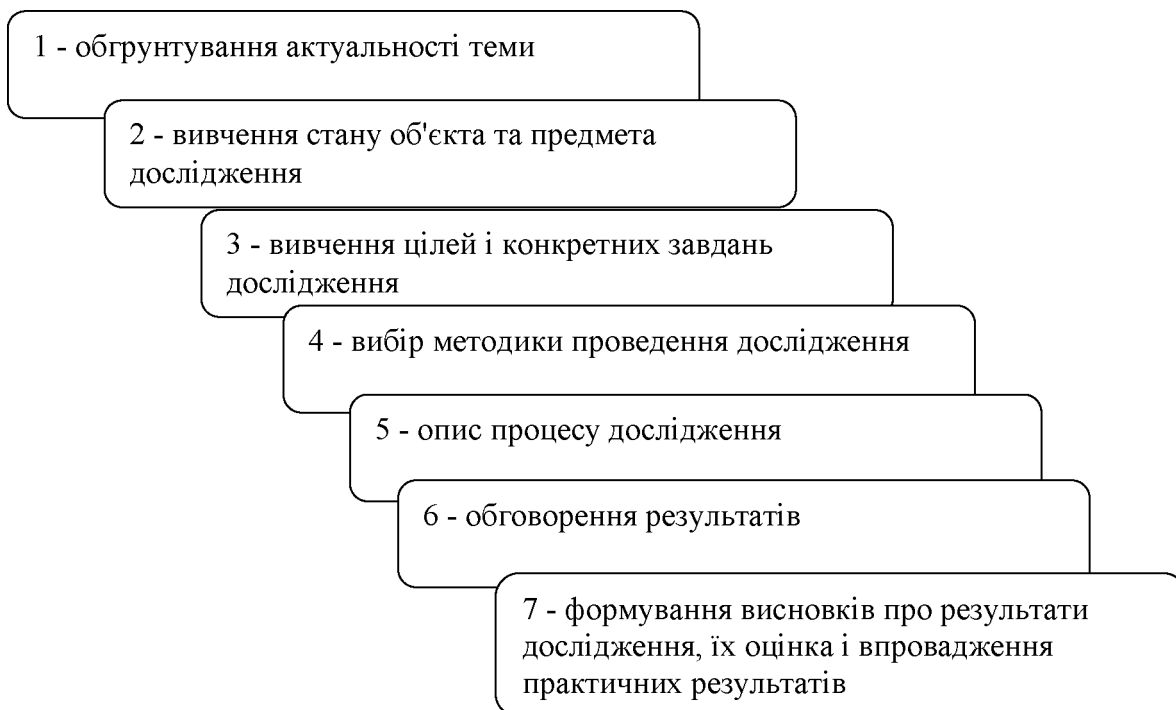 1 - обгрунтування актуальності теми
2 - вивчення стану об'єкта та предмета
дослідження
3 - вивчення цілей і конкретних завдань
дослідження
4 - вибір методики проведення дослідження
5 - опис процесу дослідження
6 - обговорення результатів
7 - формування висновків про результати
дослідження, їх оцінка і впровадження
практичних результатів